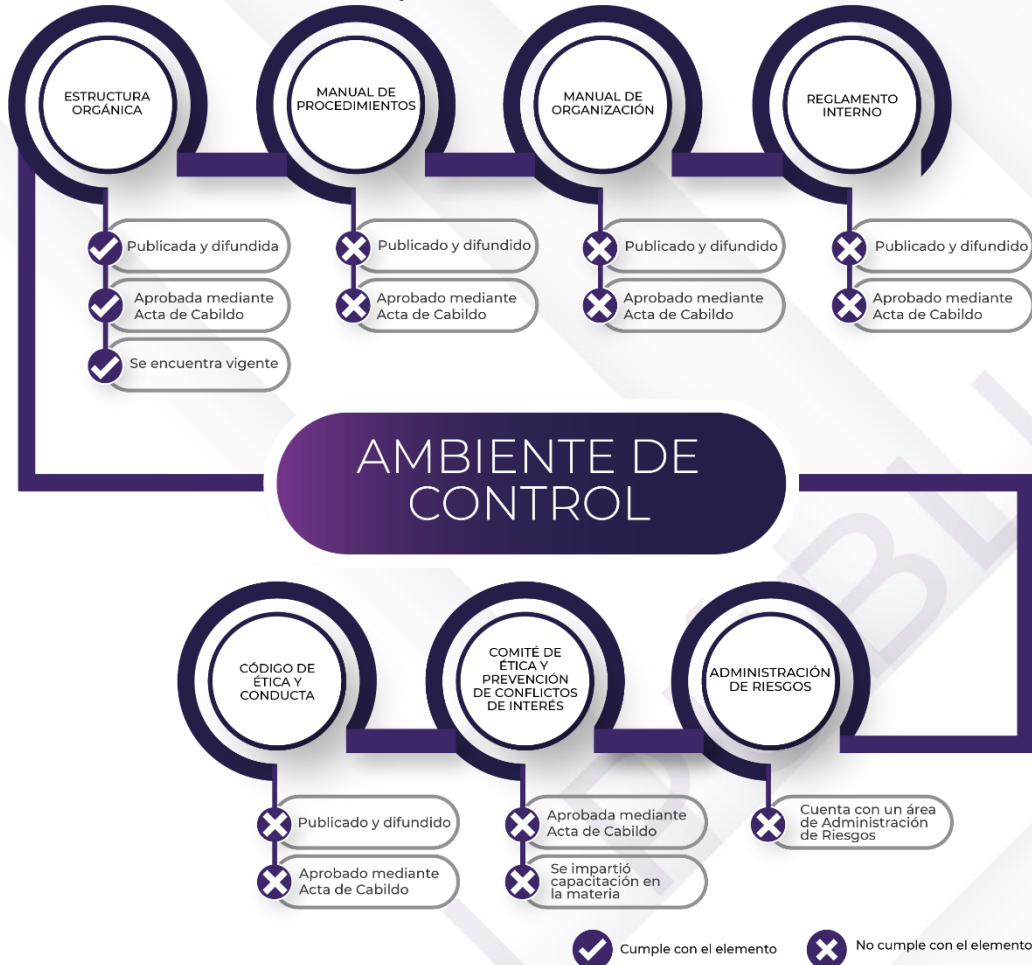 ESTRUCTURA
ORGÁNICA
MANUAL DE
PROCEDIMIENTOS
MANUAL DE
ORGANIZACIÓN
REGLAMENTO
INTERNO
Publicada y difundida
Aprobada mediante
Acta de Cabildo
Se encuentra vigente
Publicado y difundido
Aprobado mediante
Acta de Cabildo
Publicado y difundido
Aprobado mediante
Acta de Cabildo
Publicado y difundido
Aprobado mediante
Acta de Cabildo
AMBIENTE DE
CONTROL
CÓDIGO DE
ÉTICA Y
CONDUCTA
COMITÉ DE
ÉTICA Y
PREVENCIÓN
DE CONFLICTOS
DE INTERÉS
ADMINISTRACIÓN
DE RIESGOS
Publicado y difundido
Aprobado mediante
Acta de Cabildo
Aprobada mediante
Acta de Cabildo
Se impartió
capacitación en
la materia
Cuenta con un área
de Administración
de Riesgos
Cumple con el elemento
No cumple con el elemento